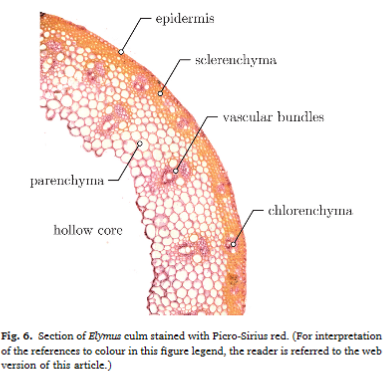 epidermis
sclerenchyma
vascular bundles
parenchyma
chlorenchyma
hollow core
Fig. 6. Section of Elymus culm stained with Picro-Sirius red. (For interpretation
of the references to colour in this figure legend, the reader is referred to the web
version of this article.)